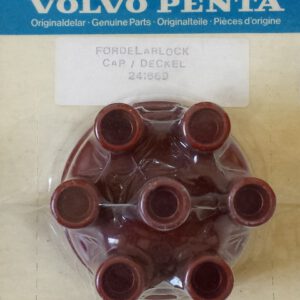 VOLVO PENTA
Originaldelar · Genuine Parts · Originalteile · Pièces d'origine
FÖRDELARLOCK
CAP / DECKEL
241669